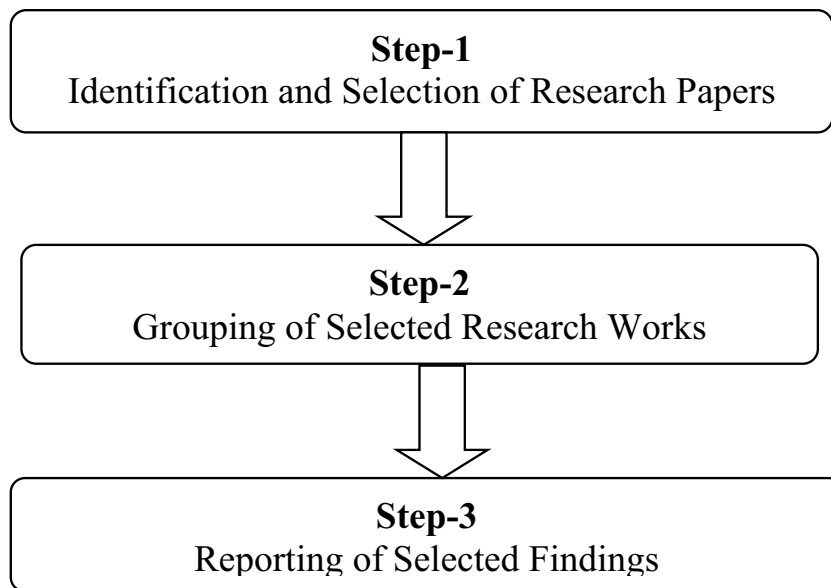 Step-1
Identification and Selection of Research Papers
Step-2
Grouping of Selected Research Works
Step-3
Reporting of Selected Findings